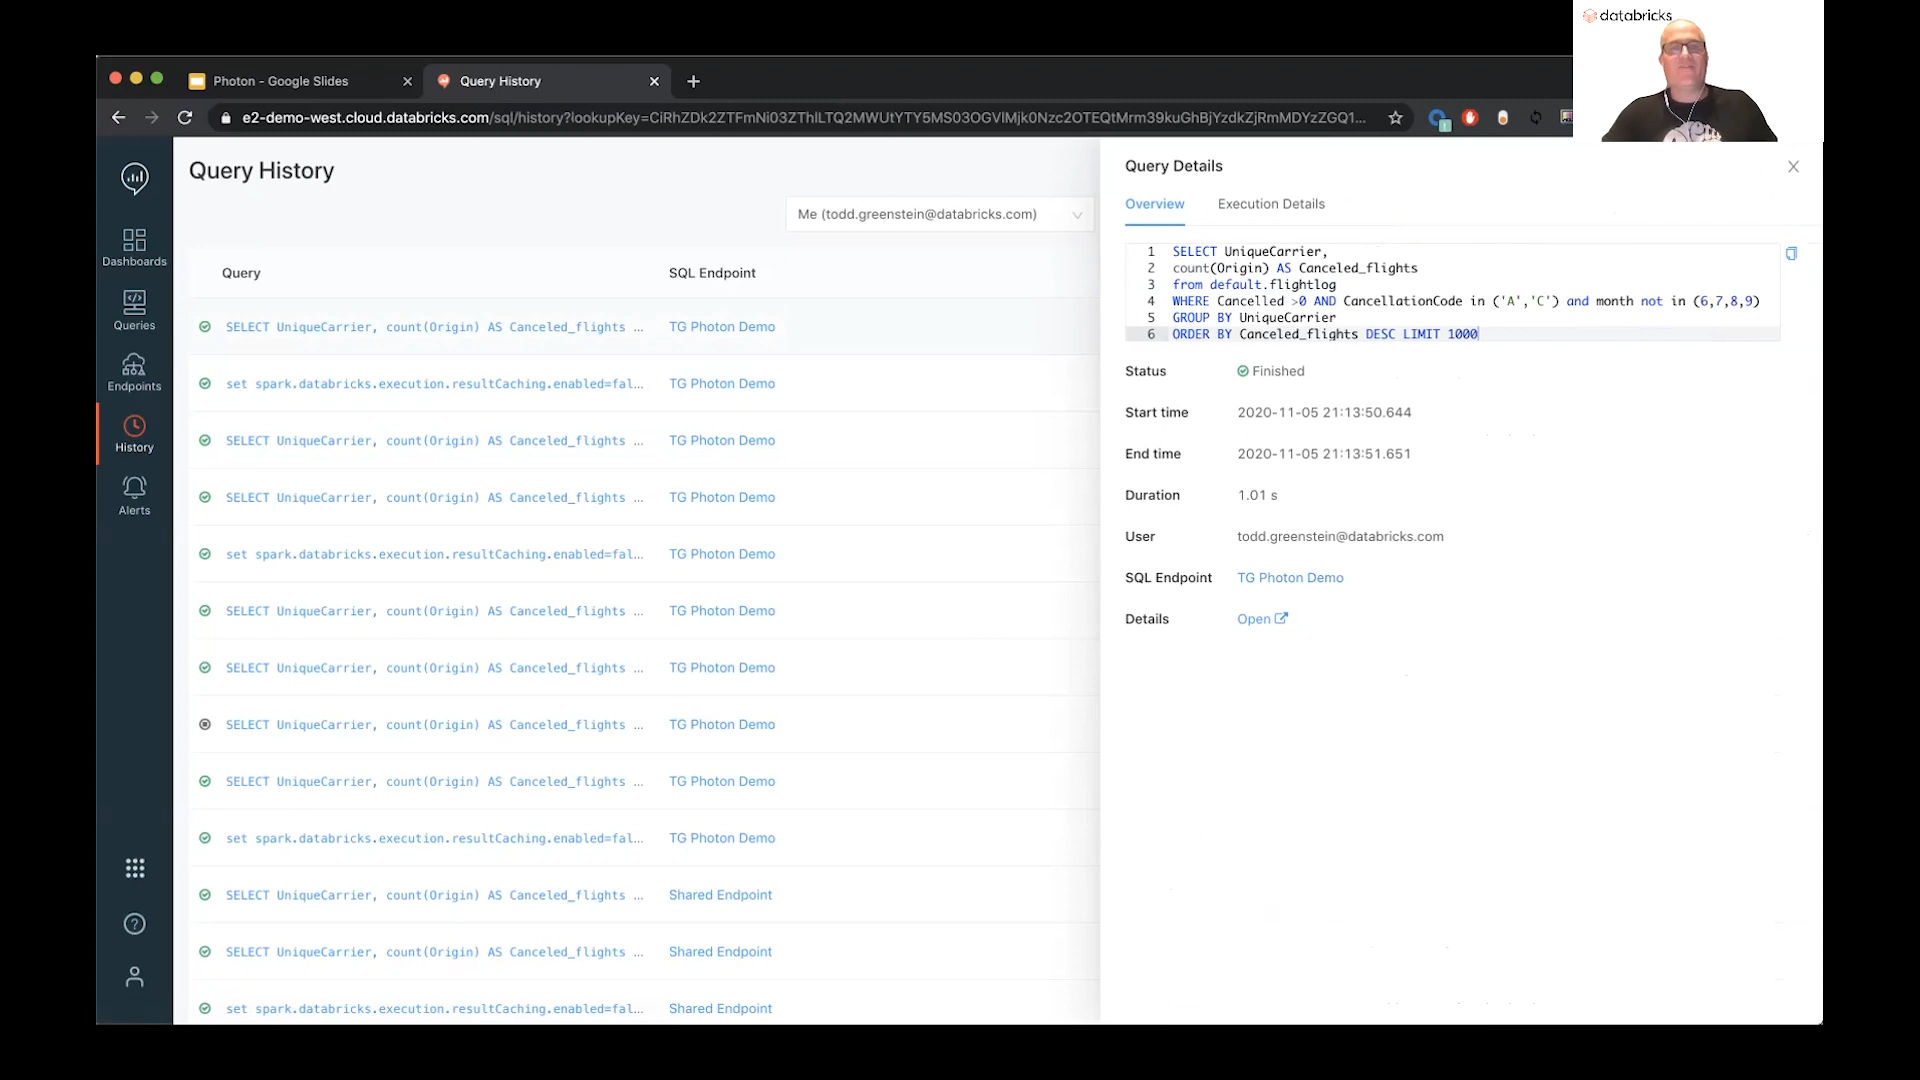 databricks
Photon - Google Slides
Query History
e2-demo-west.cloud.databricks.com/sql/history?lookupKey=CiRhZDk2ZTFmNi03ZThlLTQ2MWUtYTY5MS03OGVlMjk0Nzc2OTEQtMrm39kuGhBjYzdkZjRmMDYzZGQ1...
1
Query History
Me (todd.greenstein@databricks.com)
Dashboards
Queries
Endpoints
History
Alerts
Query SQL Endpoint
SELECT UniqueCarrier, count(Origin) AS Canceled_flights ... TG Photon Demo
set spark.databricks.execution.resultCaching.enabled=fal... TG Photon Demo
SELECT UniqueCarrier, count(Origin) AS Canceled_flights ... TG Photon Demo
SELECT UniqueCarrier, count(Origin) AS Canceled_flights ... TG Photon Demo
set spark.databricks.execution.resultCaching.enabled=fal... TG Photon Demo
SELECT UniqueCarrier, count(Origin) AS Canceled_flights ... TG Photon Demo
SELECT UniqueCarrier, count(Origin) AS Canceled_flights ... TG Photon Demo
SELECT UniqueCarrier, count(Origin) AS Canceled_flights ... TG Photon Demo
SELECT UniqueCarrier, count(Origin) AS Canceled_flights ... TG Photon Demo
set spark.databricks.execution.resultCaching.enabled=fal... TG Photon Demo
SELECT UniqueCarrier, count(Origin) AS Canceled_flights ... Shared Endpoint
SELECT UniqueCarrier, count(Origin) AS Canceled_flights ... Shared Endpoint
set spark.databricks.execution.resultCaching.enabled=fal... Shared Endpoint
Query Details
Overview Execution Details
1 SELECT UniqueCarrier,
2 count(Origin) AS Canceled_flights
3 from default.flightlog
4 WHERE Cancelled >0 AND CancellationCode in ('A','C') and month not in (6,7,8,9)
5 GROUP BY UniqueCarrier
6 ORDER BY Canceled_flights DESC LIMIT 1000
Status Finished
Start time 2020-11-05 21:13:50.644
End time 2020-11-05 21:13:51.651
Duration 1.01 s
User todd.greenstein@databricks.com
SQL Endpoint TG Photon Demo
Details Open